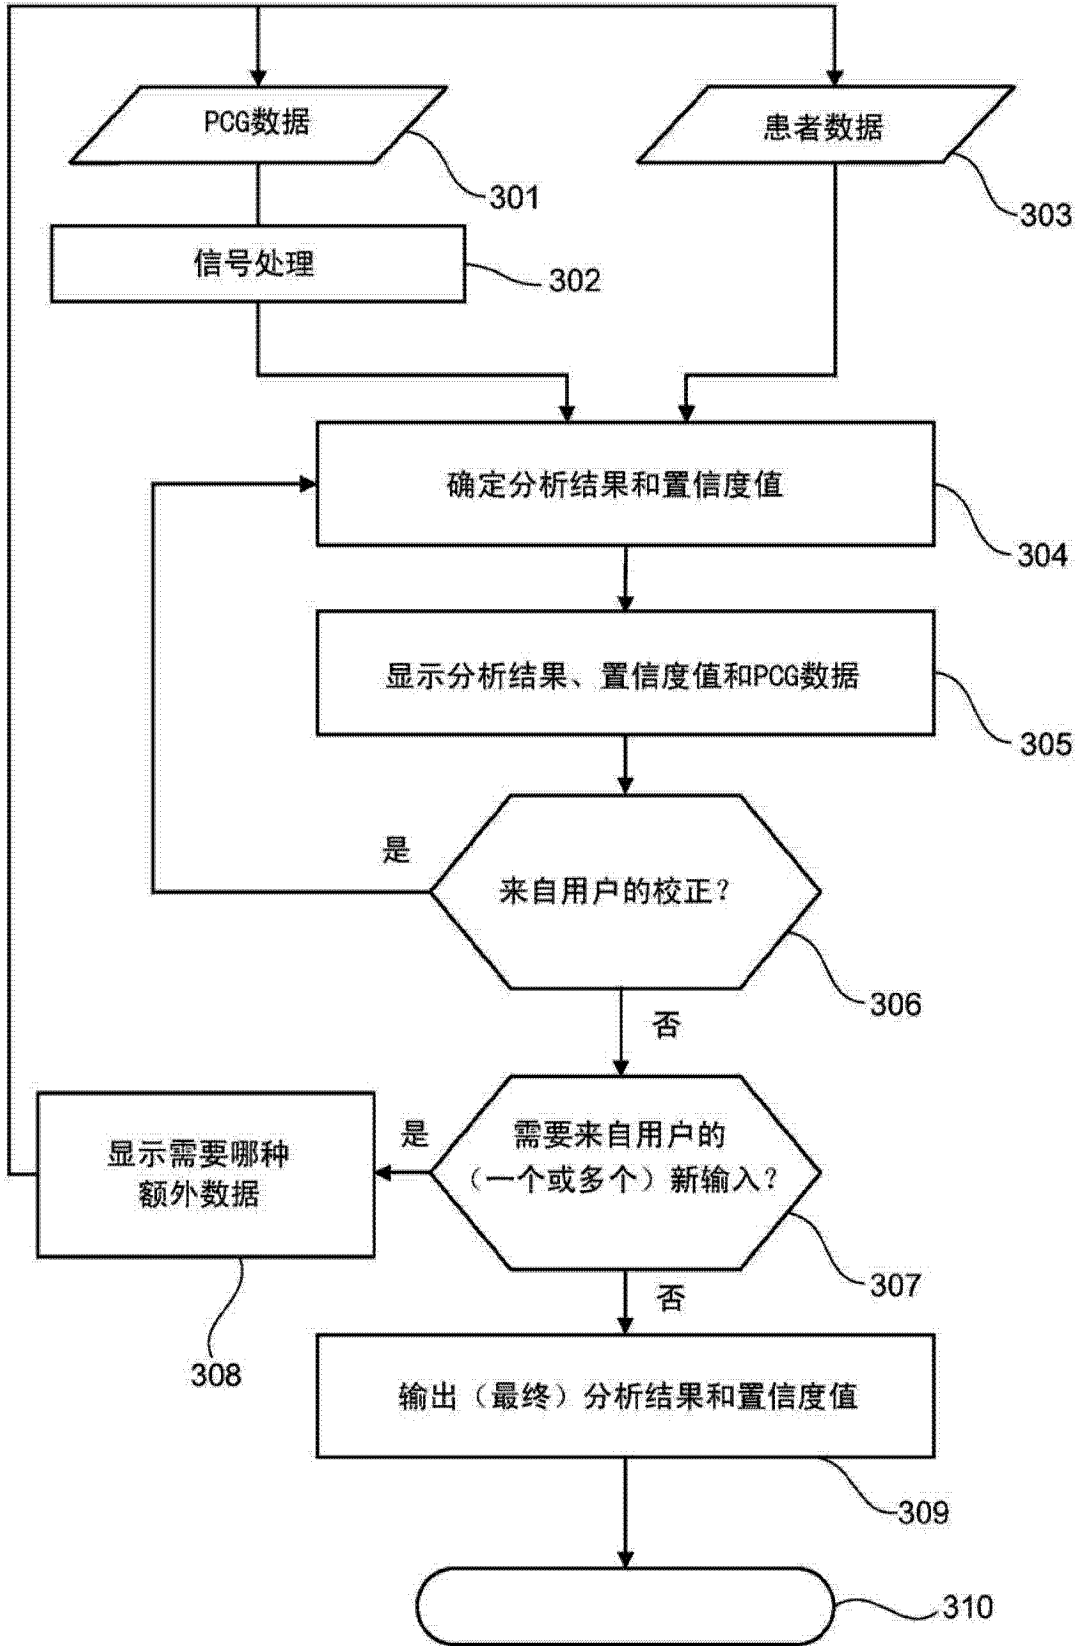 PCG数据
患者数据
301
303
信号处理
302
确定分析结果和置信度值
304
显示分析结果、置信度值和PCG数据
305
是
来自用户的校正？
306
否
是
需要来自用户的
（一个或多个）新输入？
显示需要哪种
额外数据
307
308
否
输出（最终）分析结果和置信度值
309
310